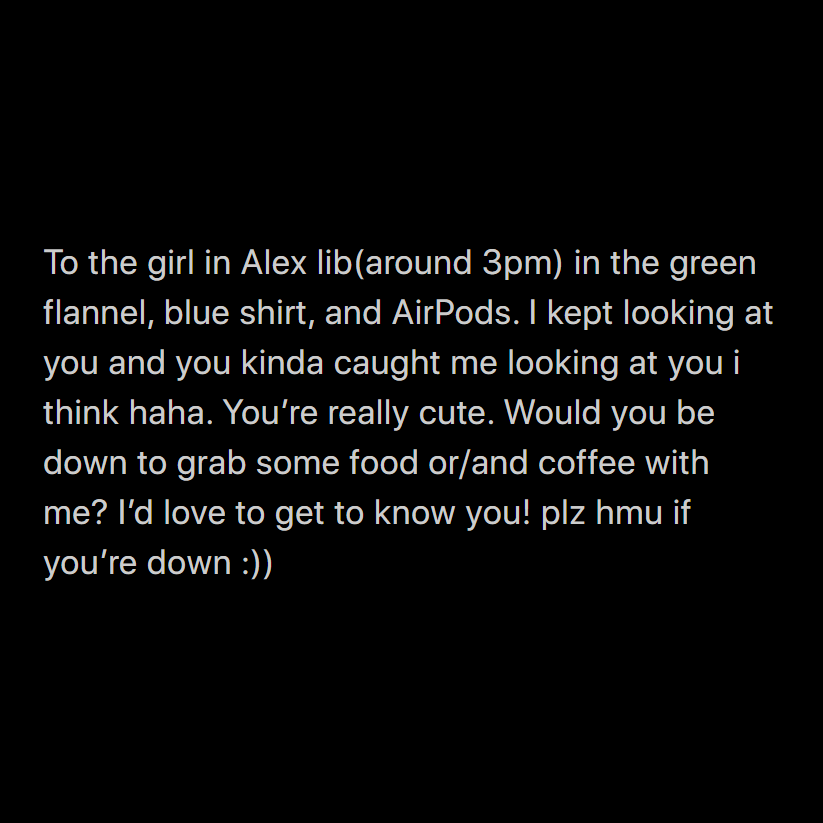 To the girl in Alex lib(around 3pm) in the green
flannel, blue shirt, and AirPods. I kept looking at
you and you kinda caught me looking at you i
think haha. You’re really cute. Would you be
down to grab some food or/and coffee with
me? I’d love to get to know you! plz hmu if
you’re down :))